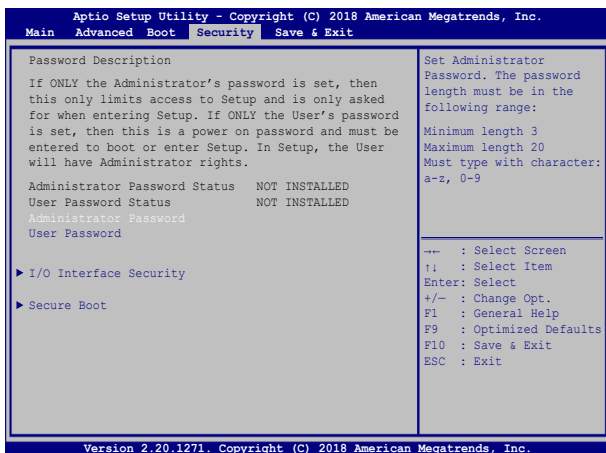 Aptio Setup Utility - Copyright (C) 2018 American Megatrends, Inc.
Main Advanced Boot Security Save & Exit
Password Description
If ONLY the Administrator's password is set, then
this only limits access to Setup and is only asked
for when entering Setup. If ONLY the User's password
is set, then this is a power on password and must be
entered to boot or enter Setup. In Setup, the User
will have Administrator rights.
Administrator Password Status NOT INSTALLED
User Password Status NOT INSTALLED
Administrator Password
User Password
► I/O Interface Security
► Secure Boot
Set Administrator
Password. The password
length must be in the
following range:
Minimum length 3
Maximum length 20
Must type with character:
a-z, 0-9
→← : Select Screen
↑↓ : Select Item
Enter: Select
+/— : Change Opt.
F1 : General Help
F9 : Optimized Defaults
F10 : Save & Exit
ESC : Exit
Version 2.20.1271. Copyright (C) 2018 American Megatrends, Inc.